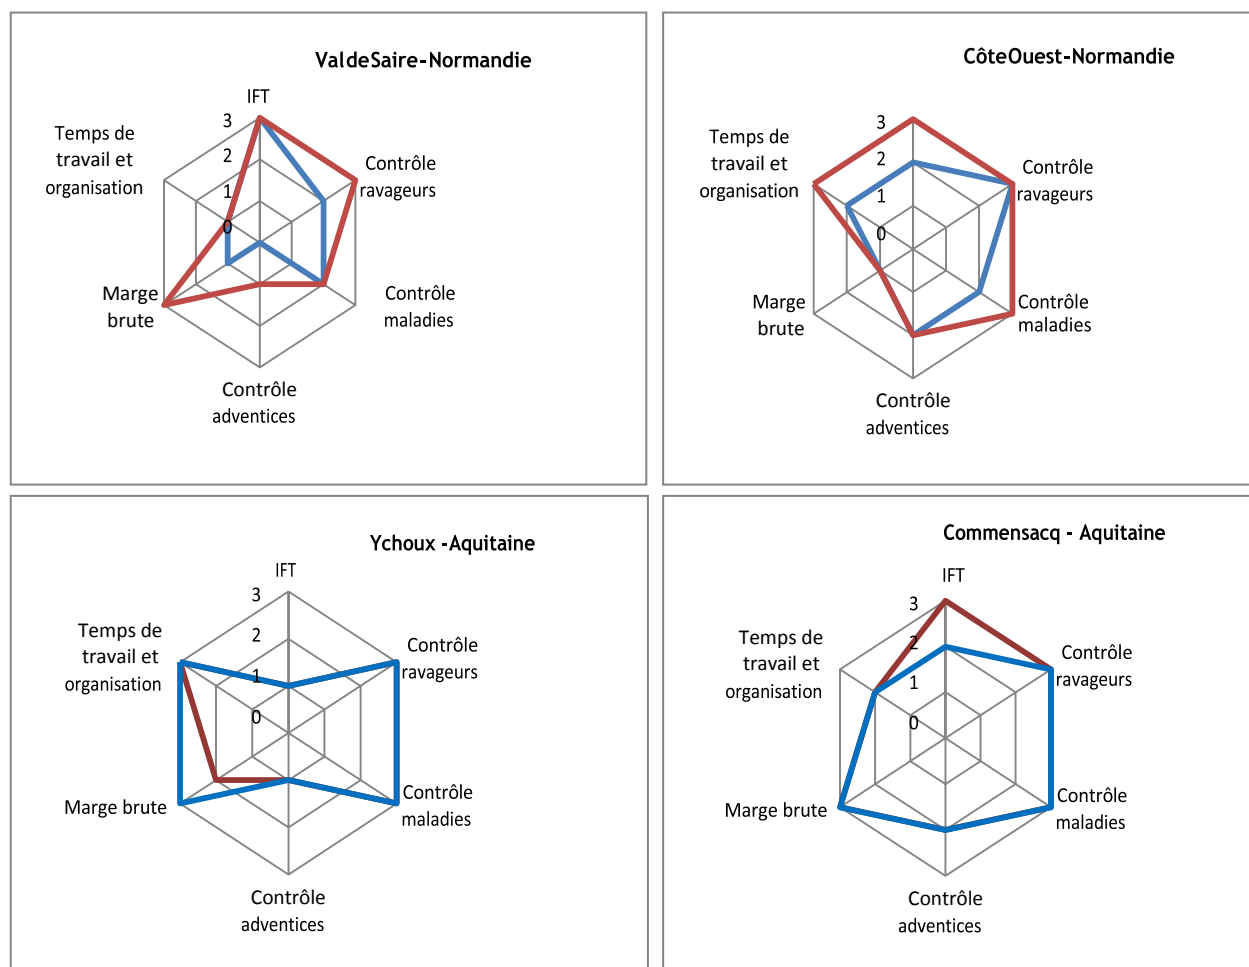 ValdeSaire-Normandie
IFT
3
2
1
0
Temps de
travail et
organisation
Contrôle
ravageurs
Marge
brute
Contrôle
maladies
Contrôle
adventices
CôteOuest-Normandie
3
2
1
0
Temps de
travail et
organisation
Contrôle
ravageurs
Marge
brute
Contrôle
maladies
Contrôle
adventices
Ychoux -Aquitaine
IFT
3
2
1
0
Temps de
travail et
organisation
Contrôle
ravageurs
Marge brute
Contrôle
maladies
Contrôle
adventices
Commensacq - Aquitaine
IFT
3
2
1
0
Temps de
travail et
organisation
Contrôle
ravageurs
Marge brute
Contrôle
maladies
Contrôle
adventices